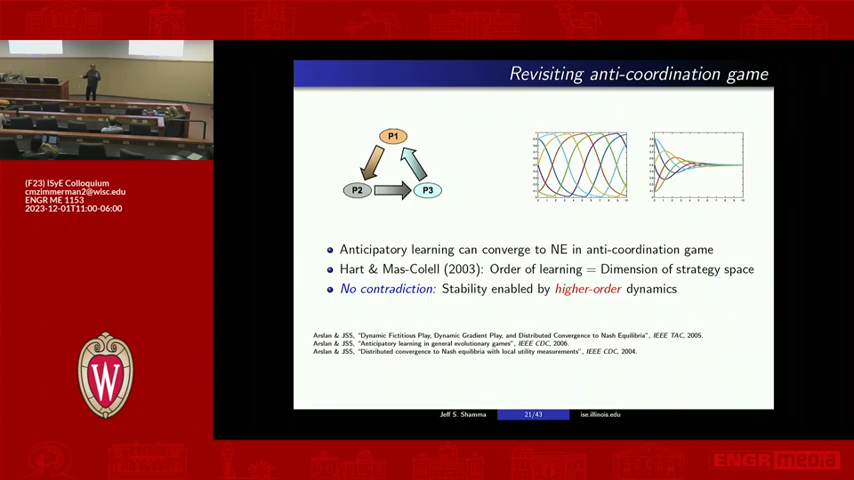 Revisiting anti-coordination game
P1
P2
P3
Anticipatory learning can converge to NE in anti-coordination game
Hart & Mas-Colell (2003): Order of learning = Dimension of strategy space
No contradiction: Stability enabled by higher-order dynamics
Arslan & JSS, "Dynamic Fictitious Play, Dynamic Gradient Play, and Distributed Convergence to Nash Equilibria", IEEE TAC, 2005.
Arslan & JSS, "Anticipatory learning in general evolutionary games", IEEE CDC, 2006.
Arslan & JSS, "Distributed convergence to Nash equilibria with local utility measurements", IEEE CDC, 2004.
Jeff S. Shamma
21/43
ise.illinois.edu
(F23) ISyE Colloquium
cmzimmerman2@wisc.edu
ENGR ME 1153
2023-12-01T11:00-06:00
W
ENGR media